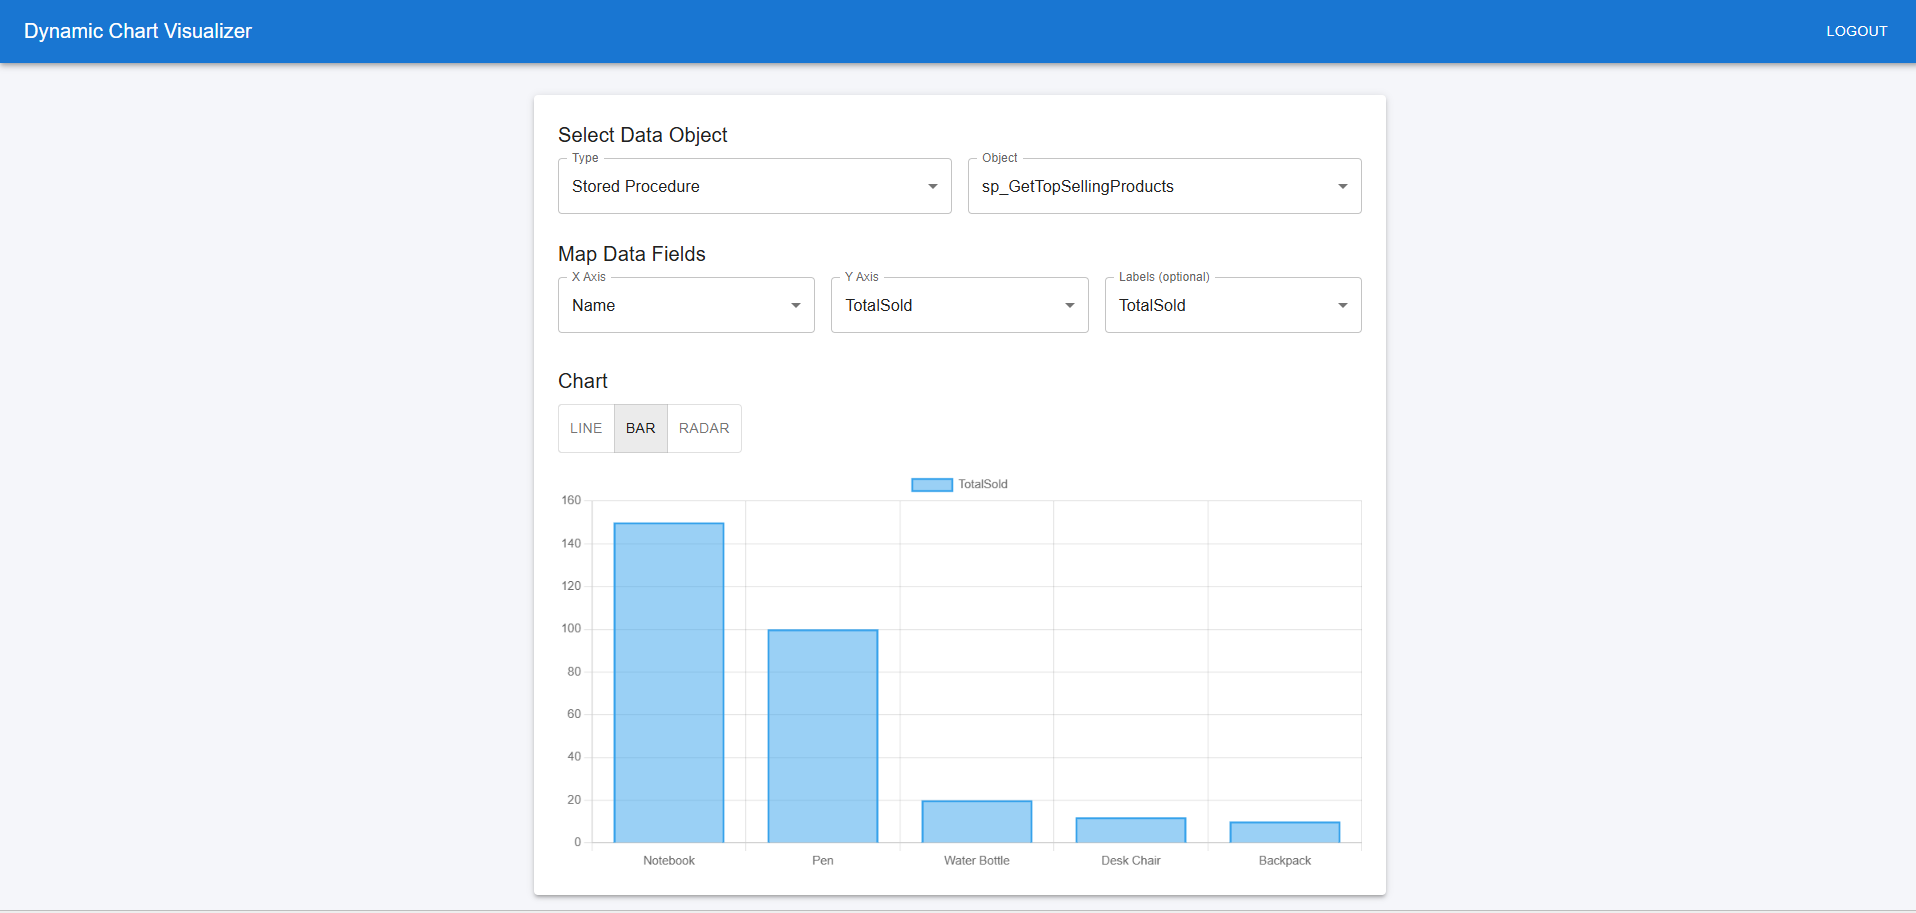 Dynamic Chart Visualizer
LOGOUT
Select Data Object
Type
Object
Stored Procedure
sp_GetTopSellingProducts
Map Data Fields
X Axis
Y Axis
Labels (optional)
Name
TotalSold
TotalSold
Chart
LINE
BAR
RADAR
TotalSold
160
140
120
100
80
60
40
20
0
Notebook
Pen
Water Bottle
Desk Chair
Backpack